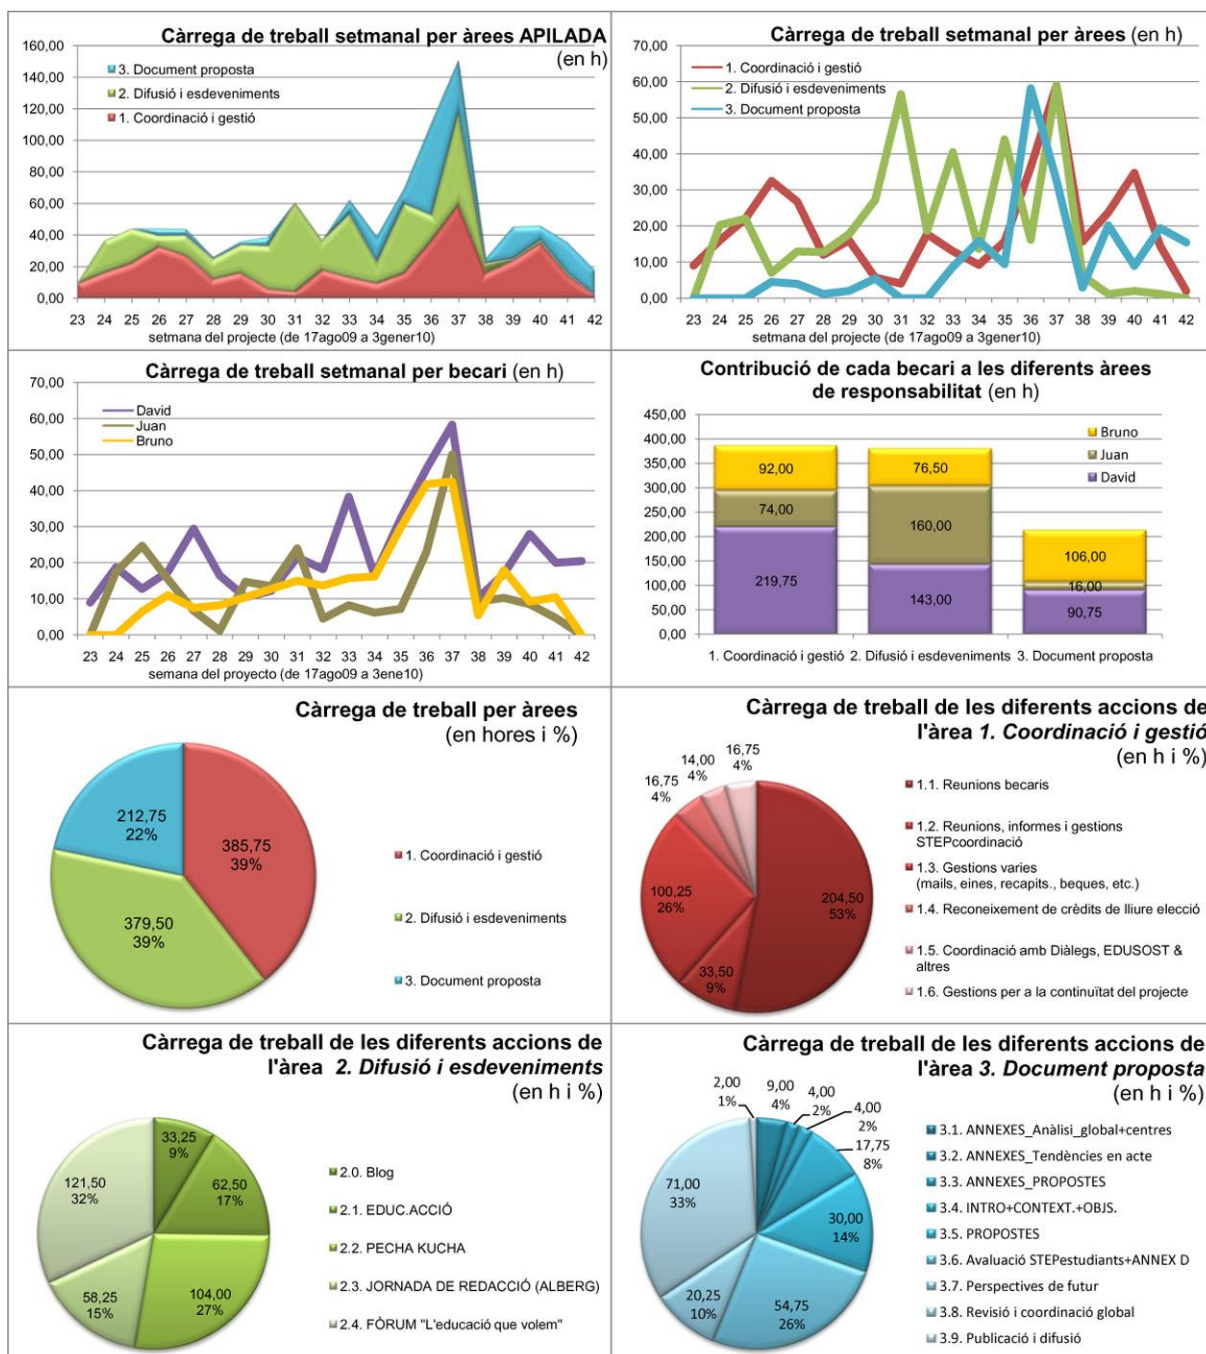 Càrrega de treball setmanal per àrees APILADA
(en h)
160,00
140,00
120,00
100,00
80,00
60,00
40,00
20,00
0,00
3. Document proposta
2. Difusió i esdeveniments
1. Coordinació i gestió
23 24 25 26 27 28 29 30 31 32 33 34 35 36 37 38 39 40 41 42
setmana del projecte (de 17ago09 a 3gener10)
Càrrega de treball setmanal per àrees (en h)
70,00
60,00
50,00
40,00
30,00
20,00
10,00
0,00
1. Coordinació i gestió
2. Difusió i esdeveniments
3. Document proposta
23 24 25 26 27 28 29 30 31 32 33 34 35 36 37 38 39 40 41 42
setmana del projecte (de 17ago09 a 3gener10)
Càrrega de treball setmanal per becari (en h)
70,00
60,00
50,00
40,00
30,00
20,00
10,00
0,00
David
Juan
Bruno
23 24 25 26 27 28 29 30 31 32 33 34 35 36 37 38 39 40 41 42
semana del proyecto (de 17ago09 a 3ene10)
Contribució de cada becari a les diferents àrees
de responsabilitat (en h)
450,00
400,00
350,00
300,00
250,00
200,00
150,00
100,00
50,00
0,00
Bruno
Juan
David
92,00
74,00
219,75
76,50
160,00
143,00
106,00
16,00
90,75
1. Coordinació i gestió 2. Difusió i esdeveniments 3. Document proposta
Càrrega de treball per àrees
(en hores i %)
212,75
22%
385,75
39%
379,50
39%
1. Coordinació i gestió
2. Difusió i esdeveniments
3. Document proposta
Càrrega de treball de les diferents accions de
l'àrea 1. Coordinació i gestió
(en h i %)
16,75
4%
14,00
4%
16,75
4%
100,25
26%
33,50
9%
204,50
53%
1.1. Reunions becaris
1.2. Reunions, informes i gestions
STEPcoordinació
1.3. Gestions varies
(mails, eines, recapits., beques, etc.)
1.4. Reconeixement de crèdits de lliure elecció
1.5. Coordinació amb Diàlegs, EDUSOST &
altres
1.6. Gestions per a la continuïtat del projecte
Càrrega de treball de les diferents accions de
l'àrea 2. Difusió i esdeveniments
(en h i %)
33,25
9%
62,50
17%
121,50
32%
58,25
15%
104,00
27%
2.0. Blog
2.1. EDUC.ACCIÓ
2.2. PECHA KUCHA
2.3. JORNADA DE REDACCIÓ (ALBERG)
2.4. FÒRUM "L'educació que volem"
Càrrega de treball de les diferents accions de
l'àrea 3. Document proposta
(en h i %)
2,00
1%
9,00
4%
4,00
2%
4,00
2%
17,75
8%
71,00
33%
30,00
14%
20,25
10%
54,75
26%
3.1. ANNEXES_Anàlisi_global+centres
3.2. ANNEXES_Tendències en acte
3.3. ANNEXES_PROPOSTES
3.4. INTRO+CONTEXT.+OBJS.
3.5. PROPOSTES
3.6. Avaluació STEPestudiants+ANNEX D
3.7. Perspectives de futur
3.8. Revisió i coordinació global
3.9. Publicació i difusió